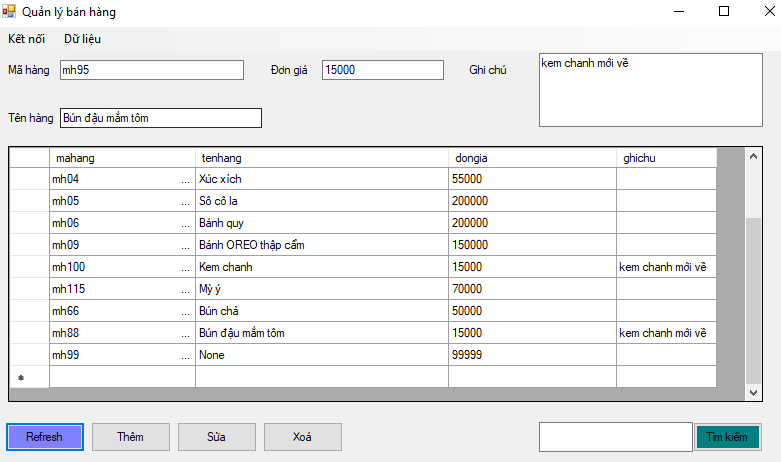 Quản lý bán hàng
Kết nối Dữ liệu
Mã hàng mh95 Đơn giá 15000 Ghi chú kem chanh mới về
Tên hàng Bún đậu mắm tôm
mahang tenhang dongia ghichu
mh04 ... Xúc xích 55000
mh05 ... Sô cô la 200000
mh06 ... Bánh quy 200000
mh09 ... Bánh OREO thập cẩm 150000
mh100 ... Kem chanh 15000 kem chanh mới về
mh115 ... Mỳ ý 70000
mh66 ... Bún chả 50000
mh88 ... Bún đậu mắm tôm 15000 kem chanh mới về
mh99 ... None 99999
Refresh Thêm Sửa Xoá Tìm kiếm